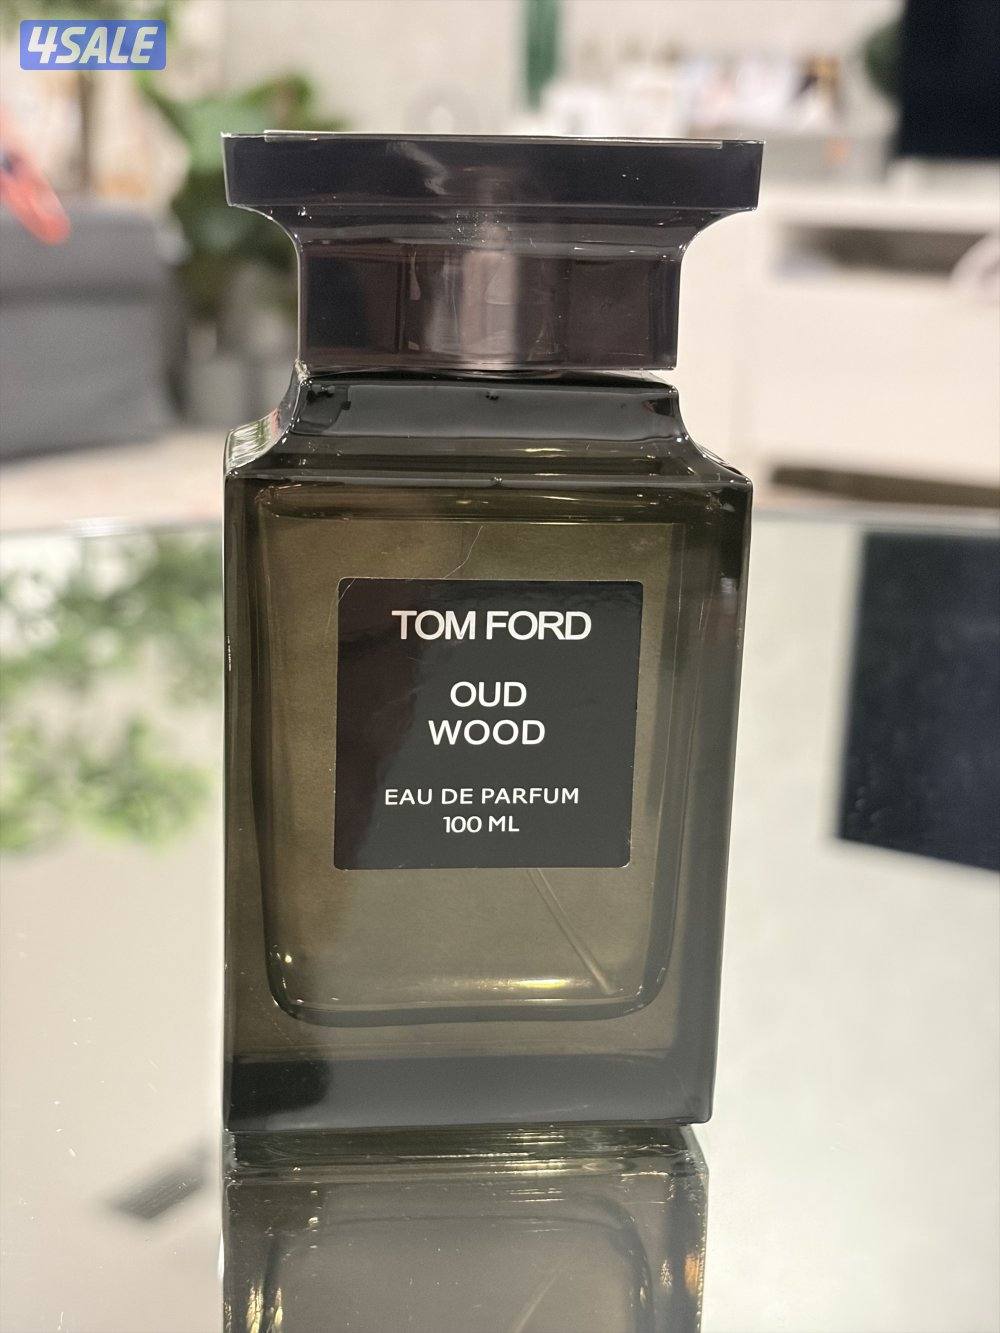 4SALE
TOM FORD
OUD
WOOD
EAU DE PARFUM
100 ML